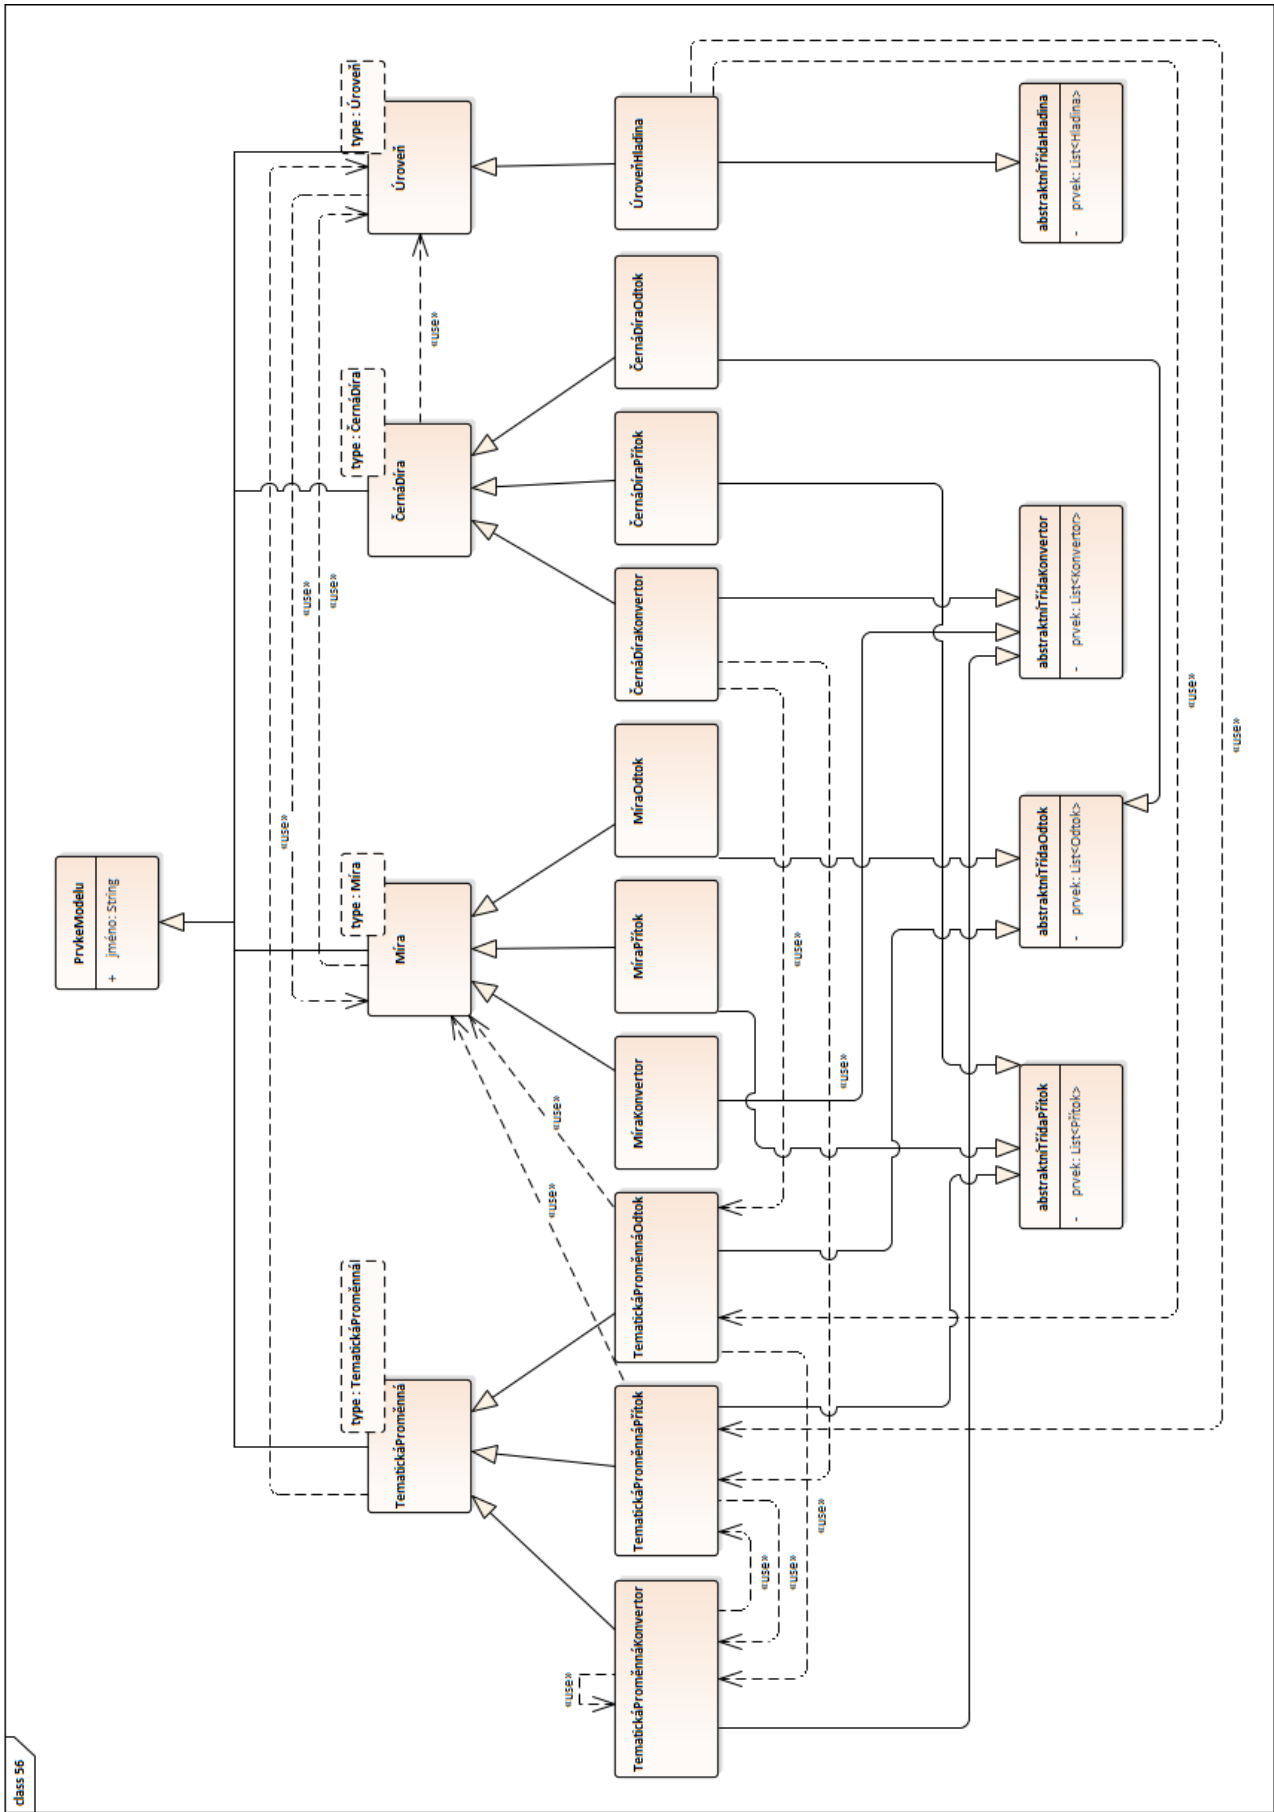 class 56
PrvkeModelu
+ jméno: String
type : TematickáProměnná
TematickáProměnná
type : Míra
Míra
type : ČernáDíra
ČernáDíra
type : Úroveň
Úroveň
«use»
«use»
«use»
«use»
«use»
«use»
«use»
TematickáProměnnáKonvertor
TematickáProměnnáPřítok
TematickáProměnnáOdtok
MíraKonvertor
MíraPřítok
MíraOdtok
ČernáDíraKonvertor
ČernáDíraPřítok
ČernáDíraOdtok
ÚroveňHladina
«use»
«use»
«use»
«use»
«use»
abstraktníTřídaPřítok
- prvek: List<Přítok>
abstraktníTřídaOdtok
- prvek: List<Odtok>
abstraktníTřídaKonvertor
- prvek: List<Konvertor>
abstraktníTřídaHladina
- prvek: List<Hladina>
«use»
«use»